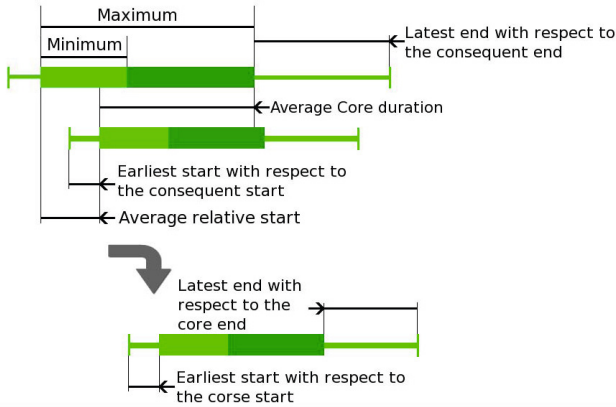 Maximum
Latest end with respect to
the consequent end
Minimum
Average Core duration
Earliest start with respect to
the consequent start
Average relative start
Latest end with
respect to the
core end
Earliest start with respect to
the corse start